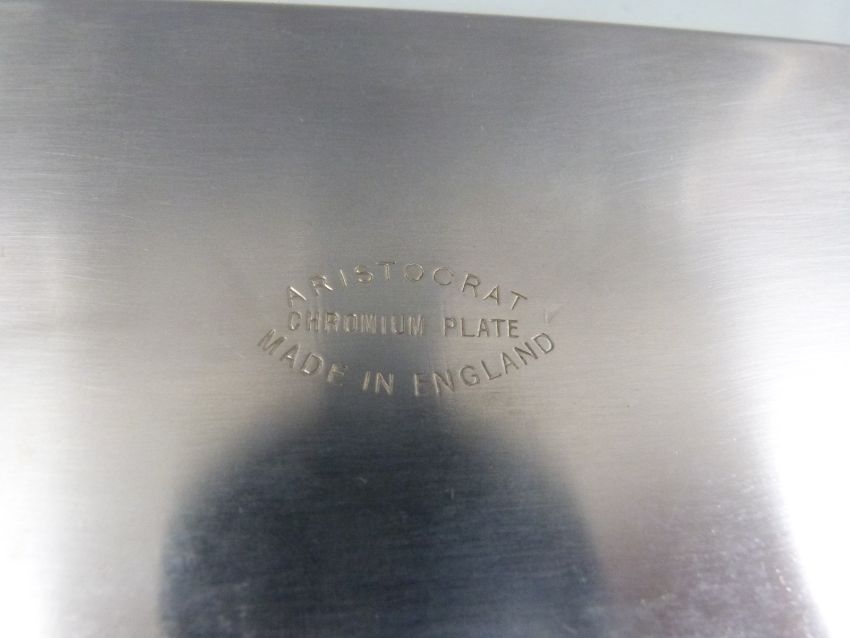 ARISTOCRAT
CHROMIUM PLATE
MADE IN ENGLAND